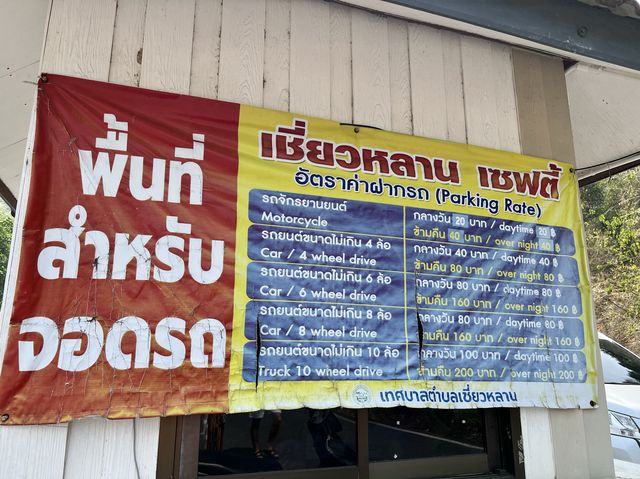 พื้นที่
สำหรับ
จอดรถ
เชี่ยวหลาน เซฟตี้
อัตราค่าฝากรถ (Parking Rate)
รถจักรยานยนต์
Motorcycle
กลางวัน 20 บาท / daytime 20 ฿
ข้ามคืน 40 บาท / over night 40 ฿
รถยนต์ขนาดไม่เกิน 4 ล้อ
Car / 4 wheel drive
กลางวัน 40 บาท / daytime 40 ฿
ข้ามคืน 80 บาท / over night 80 ฿
รถยนต์ขนาดไม่เกิน 6 ล้อ
Car / 6 wheel drive
กลางวัน 80 บาท / daytime 80 ฿
ข้ามคืน 160 บาท / over night 160 ฿
รถยนต์ขนาดไม่เกิน 8 ล้อ
Car / 8 wheel drive
กลางวัน 80 บาท / daytime 80 ฿
ข้ามคืน 160 บาท / over night 160 ฿
รถยนต์ขนาดไม่เกิน 10 ล้อ
Truck 10 wheel drive
กลางวัน 100 บาท / daytime 100 ฿
ข้ามคืน 200 บาท / over night 200 ฿
เทศบาลตำบลเชี่ยวหลาน